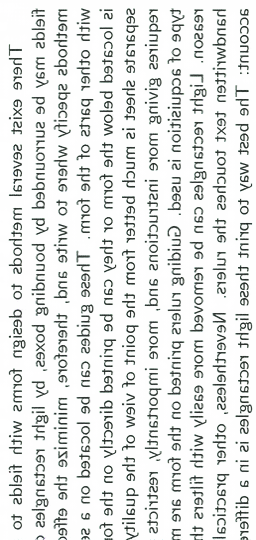 There exist several methods to design forms with fields to
fields may be surrounded by bounding boxes, by light rectangles
methods specify where to write and, therefore, minimize the effe
with other parts of the form. These guides can be located on a s
is located below the form or they can be printed directly on the fo
separate sheet is much better from the point of view of the quality
requires giving more instructions and, more importantly, restricts
type of acquisition is used. Guiding rulers printed on the form are m
reason. Light rectangles can be removed more easily with filters th
handwritten text touches the rulers. Nevertheless, other practical
account: The best way to print these light rectangles is in a differen